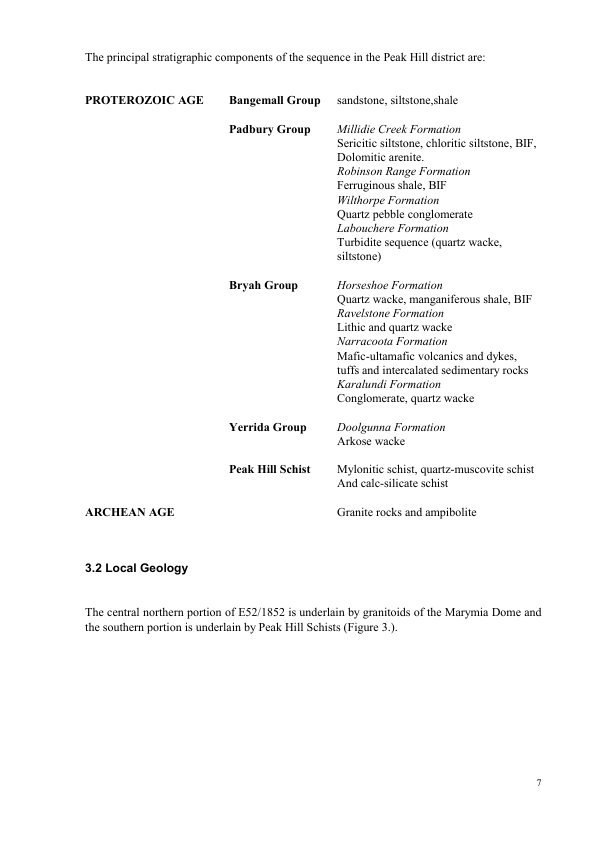 The principal stratigraphic components of the sequence in the Peak Hill district are:
PROTEROZOIC AGE Bangemall Group sandstone, siltstone,shale
Padbury Group Millidie Creek Formation
Sericitic siltstone, chloritic siltstone, BIF,
Dolomitic arenite.
Robinson Range Formation
Ferruginous shale, BIF
Wilthorpe Formation
Quartz pebble conglomerate
Labouchere Formation
Turbidite sequence (quartz wacke,
siltstone)
Bryah Group Horseshoe Formation
Quartz wacke, manganiferous shale, BIF
Ravelstone Formation
Lithic and quartz wacke
Narracoota Formation
Mafic-ultamafic volcanics and dykes,
tuffs and intercalated sedimentary rocks
Karalundi Formation
Conglomerate, quartz wacke
Yerrida Group Doolgunna Formation
Arkose wacke
Peak Hill Schist Mylonitic schist, quartz-muscovite schist
And calc-silicate schist
ARCHEAN AGE Granite rocks and ampibolite
3.2 Local Geology
The central northern portion of E52/1852 is underlain by granitoids of the Marymia Dome and
the southern portion is underlain by Peak Hill Schists (Figure 3.).
7